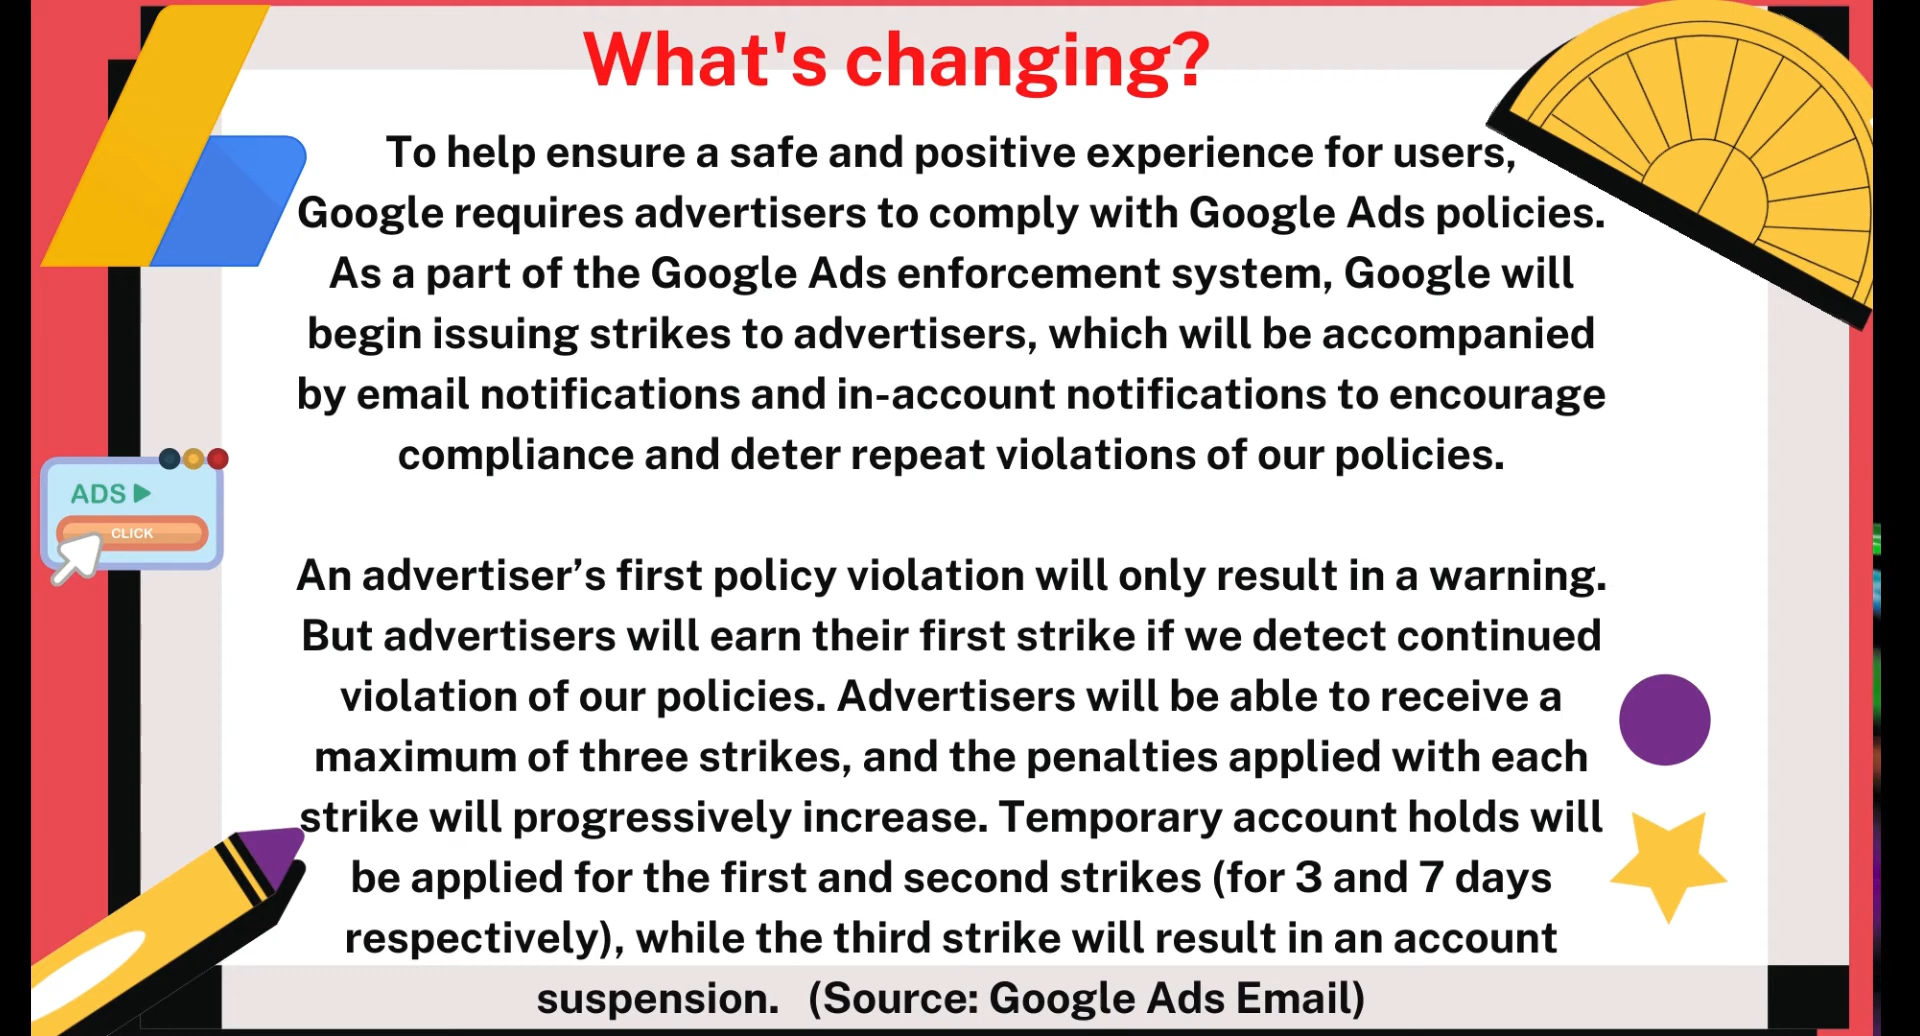 What's changing?
To help ensure a safe and positive experience for users,
Google requires advertisers to comply with Google Ads policies.
As a part of the Google Ads enforcement system, Google will
begin issuing strikes to advertisers, which will be accompanied
by email notifications and in-account notifications to encourage
compliance and deter repeat violations of our policies.
ADS
CLICK
An advertiser’s first policy violation will only result in a warning.
But advertisers will earn their first strike if we detect continued
violation of our policies. Advertisers will be able to receive a
maximum of three strikes, and the penalties applied with each
strike will progressively increase. Temporary account holds will
be applied for the first and second strikes (for 3 and 7 days
respectively), while the third strike will result in an account
suspension. (Source: Google Ads Email)